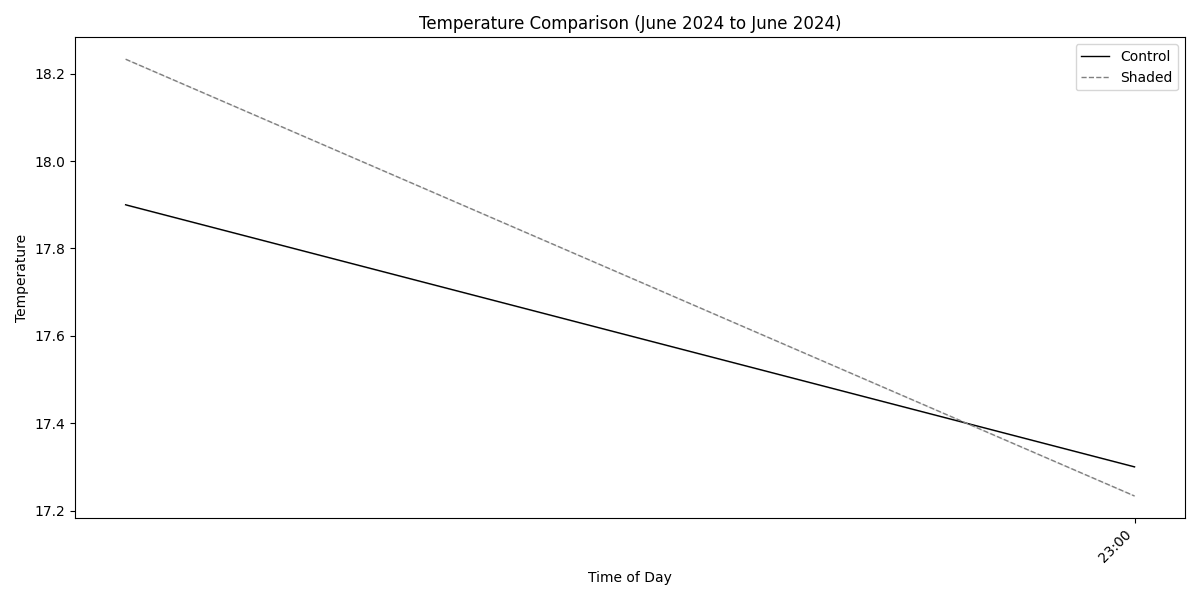 Temperature Comparison (June 2024 to June 2024)
Control
Shaded
18.2
18.0
17.8
17.6
17.4
17.2
Temperature
23:00
Time of Day